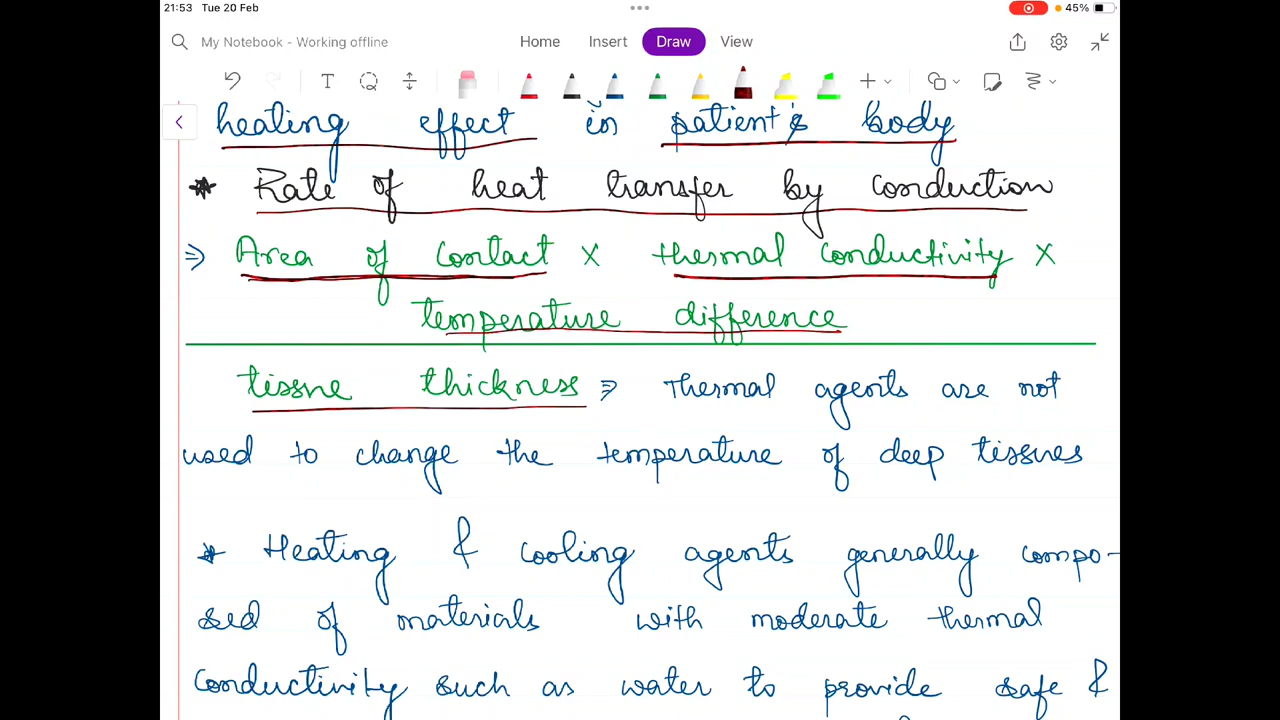 21:53 Tue 20 Feb
45%
My Notebook - Working offline
Home Insert Draw View
heating effect in patient's body
* Rate of heat transfer by conduction
⇒ Area of contact x thermal conductivity x
temperature difference
tissue thickness ⇒ Thermal agents are not
used to change the temperature of deep tissues
* Heating & cooling agents generally compo-
sed of materials with moderate thermal
conductivity such as water to provide safe &